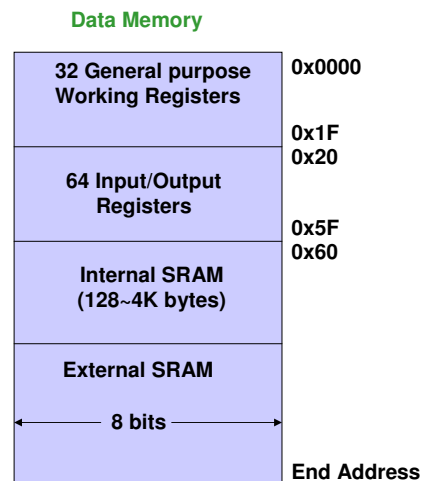 Data Memory
32 General purpose
Working Registers
0x0000
0x1F
0x20
64 Input/Output
Registers
0x5F
0x60
Internal SRAM
(128~4K bytes)
External SRAM
8 bits
End Address